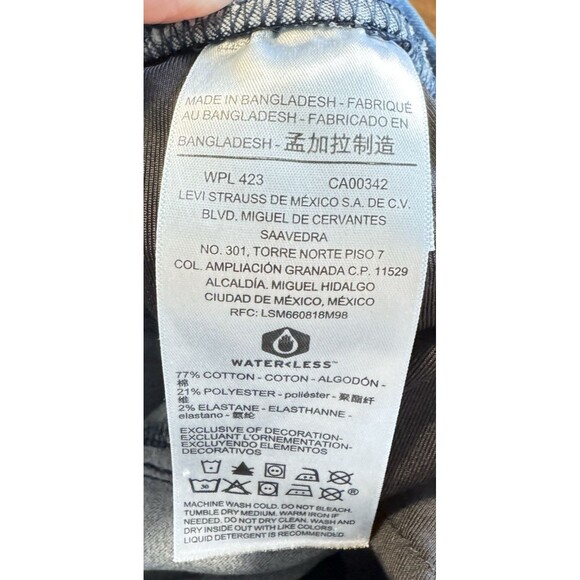 MADE IN BANGLADESH - FABRIQUÉ
AU BANGLADESH - FABRICADO EN
BANGLADESH - 孟加拉制造
WPL 423 CA00342
LEVI STRAUSS DE MÉXICO S.A. DE C.V.
BLVD. MIGUEL DE CERVANTES
SAAVEDRA
NO. 301, TORRE NORTE PISO 7
COL. AMPLIACIÓN GRANADA C.P. 11529
ALCALDÍA. MIGUEL HIDALGO
CIUDAD DE MÉXICO, MÉXICO
RFC: LSM660818M98
WATER<LESS™
77% COTTON - COTON - ALGODÓN -
棉
21% POLYESTER - poliéster - 聚酯纤
维
2% ELASTANE - ELASTHANNE -
elastano - 氨纶
EXCLUSIVE OF DECORATION-
EXCLUANT L'ORNEMENTATION-
EXCLUYENDO ELEMENTOS
DECORATIVOS
30 ®
MACHINE WASH COLD. DO NOT BLEACH.
TUMBLE DRY MEDIUM. WARM IRON IF
NEEDED. DO NOT DRY CLEAN. WASH AND
DRY INSIDE OUT WITH LIKE COLORS.
LIQUID DETERGENT IS RECOMMENDED.